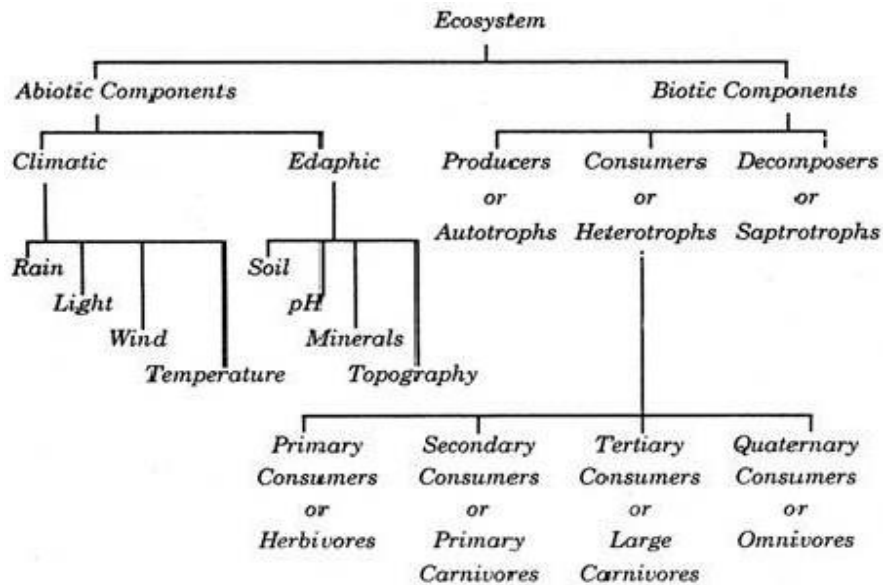 Ecosystem
Abiotic Components Biotic Components
Climatic Edaphic Producers Consumers Decomposers
or or or
Autotrophs Heterotrophs Saptrotrophs
Rain Soil
Light pH
Wind Minerals
Temperature Topography
Primary Secondary Tertiary Quaternary
Consumers Consumers Consumers Consumers
or or or or
Herbivores Primary Large Omnivores
Carnivores Carnivores